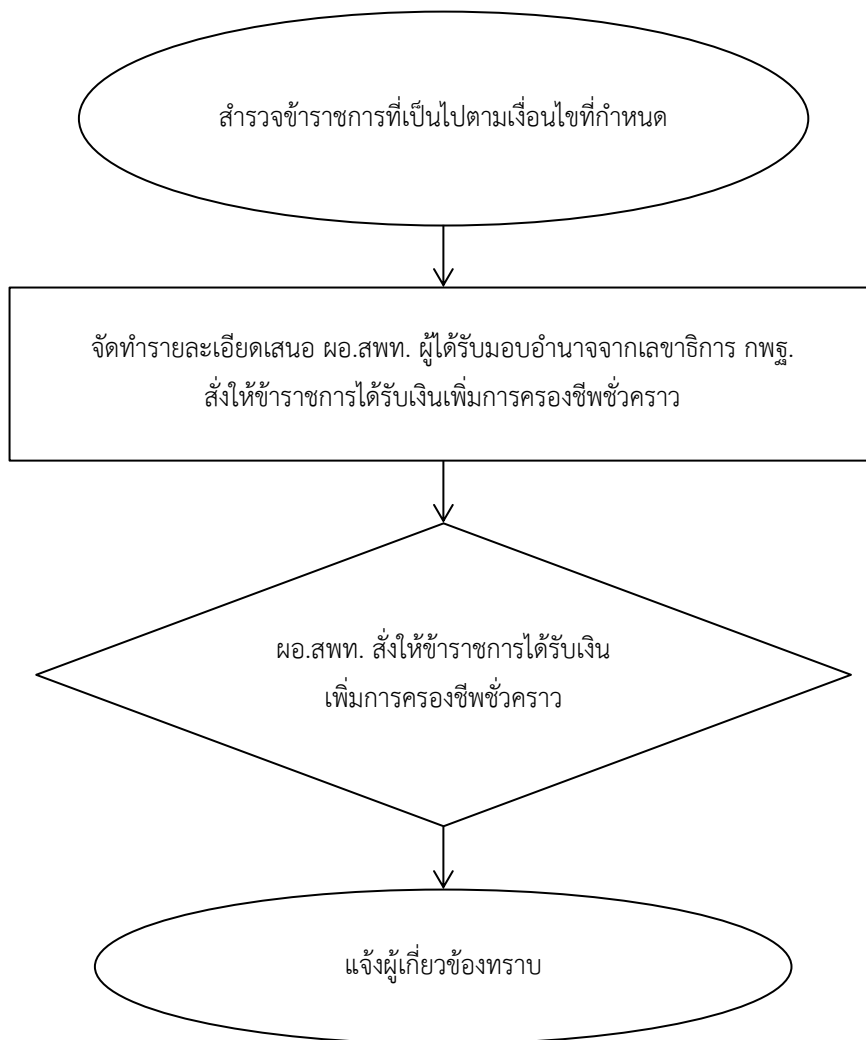 สำรวจข้าราชการที่เป็นไปตามเงื่อนไขที่กำหนด
จัดทำรายละเอียดเสนอ ผอ.สพท. ผู้ได้รับมอบอำนาจจากเลขาธิการ กพฐ.
สั่งให้ข้าราชการได้รับเงินเพิ่มการครองชีพชั่วคราว
ผอ.สพท. สั่งให้ข้าราชการได้รับเงิน
เพิ่มการครองชีพชั่วคราว
แจ้งผู้เกี่ยวข้องทราบ